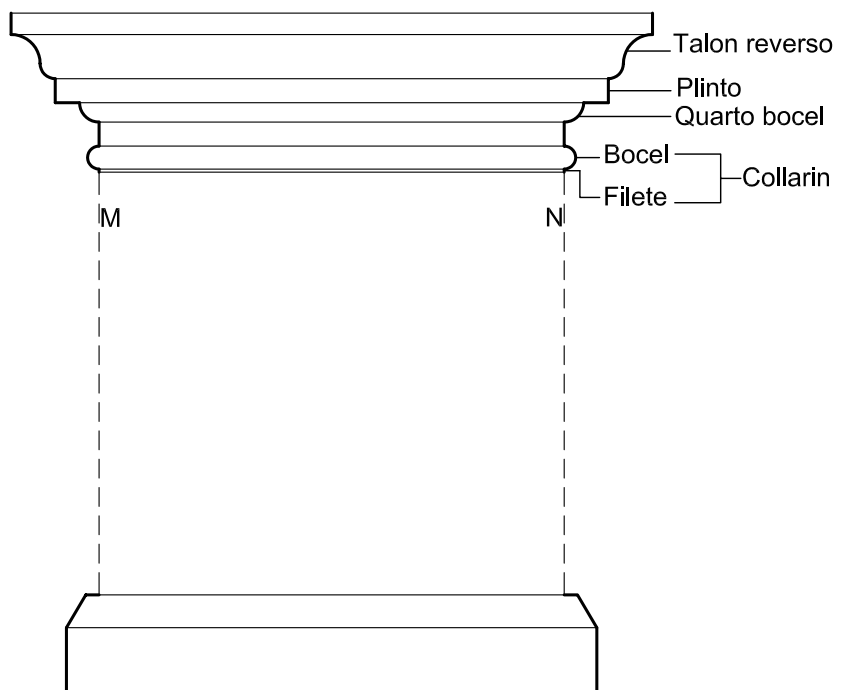 Talon reverso
Plinto
Quarto bocel
Bocel
Collarin
Filete
M
N